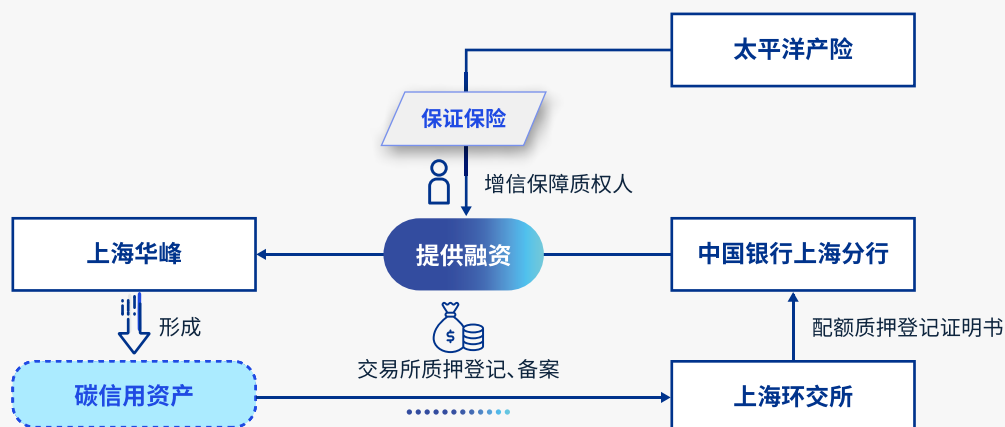 太平洋产险
保证保险
增信保障质权人
上海华峰
提供融资
中国银行上海分行
形成
$
配额质押登记证明书
交易所质押登记、备案
碳信用资产
上海环交所